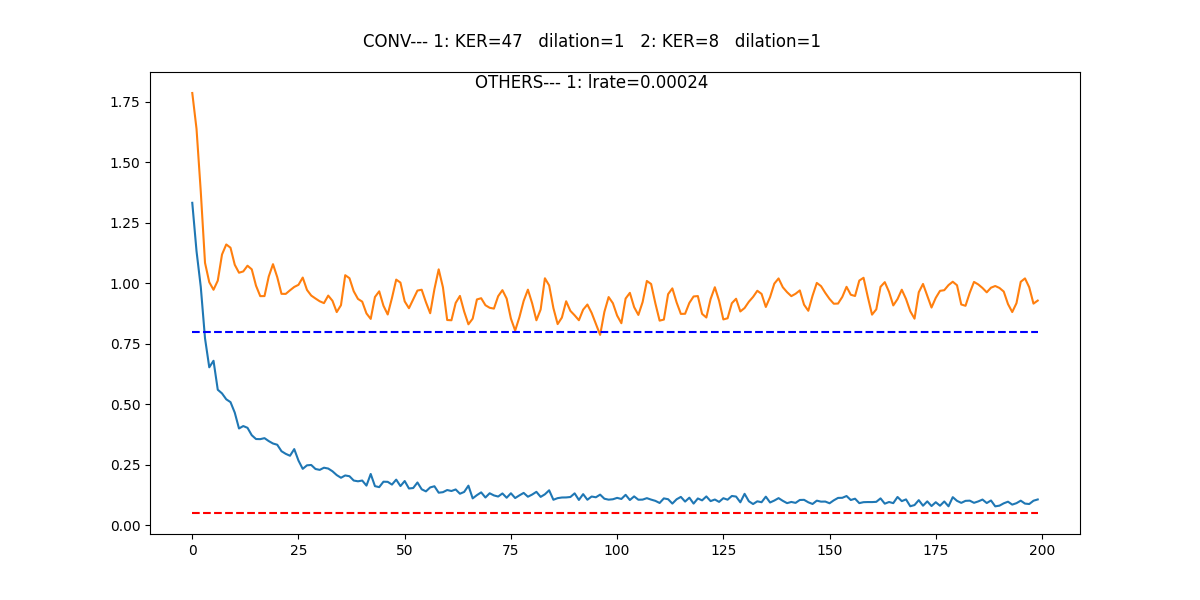 CONV--- 1: KER=47   dilation=1   2: KER=8   dilation=1
OTHERS--- 1: lrate=0.00024
1.75
1.50
1.25
1.00
0.75
0.50
0.25
0.00
0 25 50 75 100 125 150 175 200